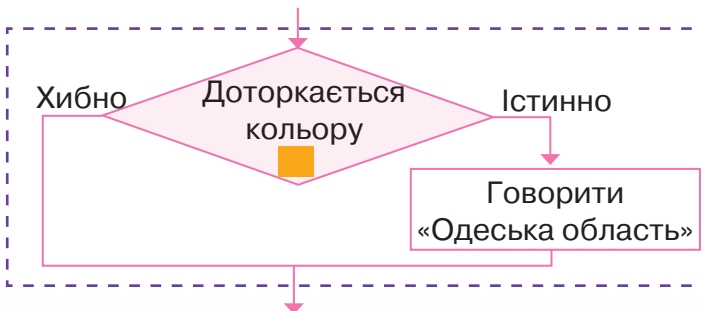 Хибно
Доторкається
кольору
Істинно
Говорити
«Одеська область»